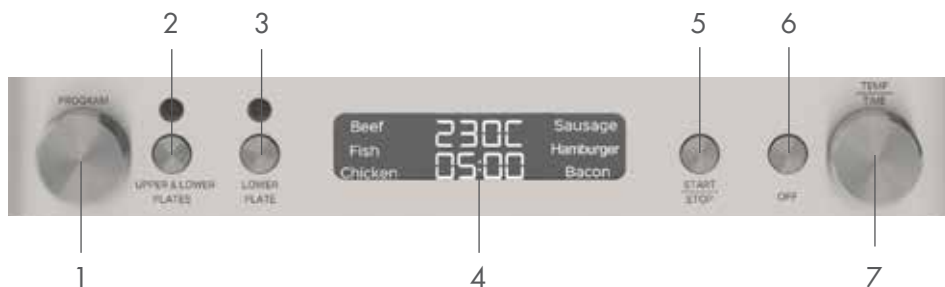 2
3
5
6
PROGRAM
TEMP
TIME
Beef
230C
Sausage
Fish
Hamburger
05:00
Chicken
Bacon
UPPER & LOWER
PLATES
LOWER
PLATE
START
STOP
OFF
1
4
7